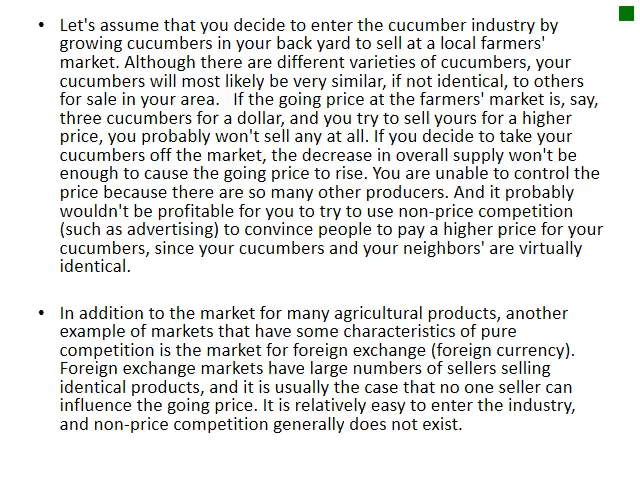 • Let's assume that you decide to enter the cucumber industry by
growing cucumbers in your back yard to sell at a local farmers'
market. Although there are different varieties of cucumbers, your
cucumbers will most likely be very similar, if not identical, to others
for sale in your area.   If the going price at the farmers' market is, say,
three cucumbers for a dollar, and you try to sell yours for a higher
price, you probably won't sell any at all. If you decide to take your
cucumbers off the market, the decrease in overall supply won't be
enough to cause the going price to rise. You are unable to control the
price because there are so many other producers. And it probably
wouldn't be profitable for you to try to use non-price competition
(such as advertising) to convince people to pay a higher price for your
cucumbers, since your cucumbers and your neighbors' are virtually
identical.
• In addition to the market for many agricultural products, another
example of markets that have some characteristics of pure
competition is the market for foreign exchange (foreign currency).
Foreign exchange markets have large numbers of sellers selling
identical products, and it is usually the case that no one seller can
influence the going price. It is relatively easy to enter the industry,
and non-price competition generally does not exist.